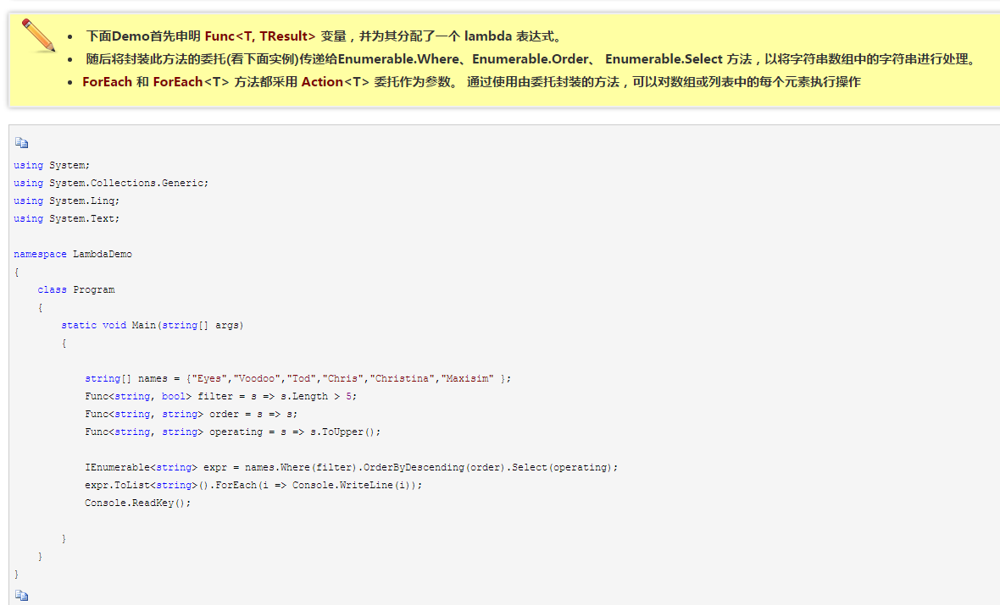 下面Demo首先申明 Func<T, TResult> 变量，并为其分配了一个 lambda 表达式。
随后将封装此方法的委托(看下面实例)传递给Enumerable.Where、Enumerable.Order、 Enumerable.Select 方法，以将字符串数组中的字符串进行处理。
ForEach 和 ForEach<T> 方法都采用 Action<T> 委托作为参数。 通过使用由委托封装的方法，可以对数组或列表中的每个元素执行操作
using System;
using System.Collections.Generic;
using System.Linq;
using System.Text;
namespace LambdaDemo
{
class Program
{
static void Main(string[] args)
{
string[] names = {"Eyes","Voodoo","Tod","Chris","Christina","Maxisim" };
Func<string, bool> filter = s => s.Length > 5;
Func<string, string> order = s => s;
Func<string, string> operating = s => s.ToUpper();
IEnumerable<string> expr = names.Where(filter).OrderByDescending(order).Select(operating);
expr.ToList<string>().ForEach(i => Console.WriteLine(i));
Console.ReadKey();
}
}
}